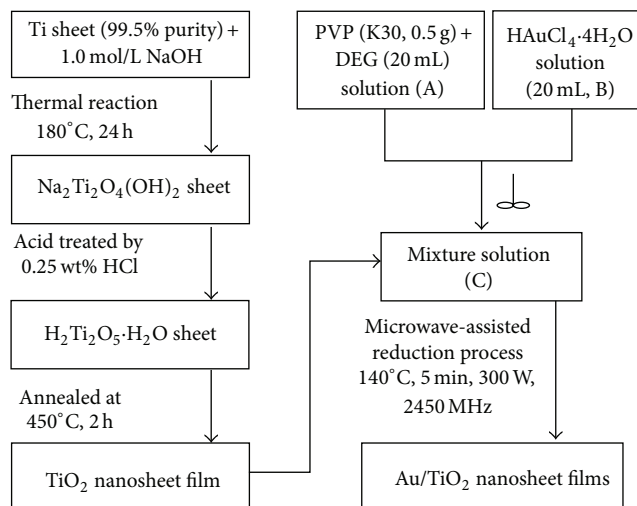 Ti sheet (99.5% purity) +
1.0 mol/L NaOH
Thermal reaction
180°C, 24 h
Na₂Ti₂O₄(OH)₂ sheet
Acid treated by
0.25 wt% HCl
H₂Ti₂O₅·H₂O sheet
Annealed at
450°C, 2 h
TiO₂ nanosheet film
PVP (K30, 0.5 g) +
DEG (20 mL)
solution (A)
HAuCl₄·4H₂O
solution
(20 mL, B)
Mixture solution
(C)
Microwave-assisted
reduction process
140°C, 5 min, 300 W,
2450 MHz
Au/TiO₂ nanosheet films